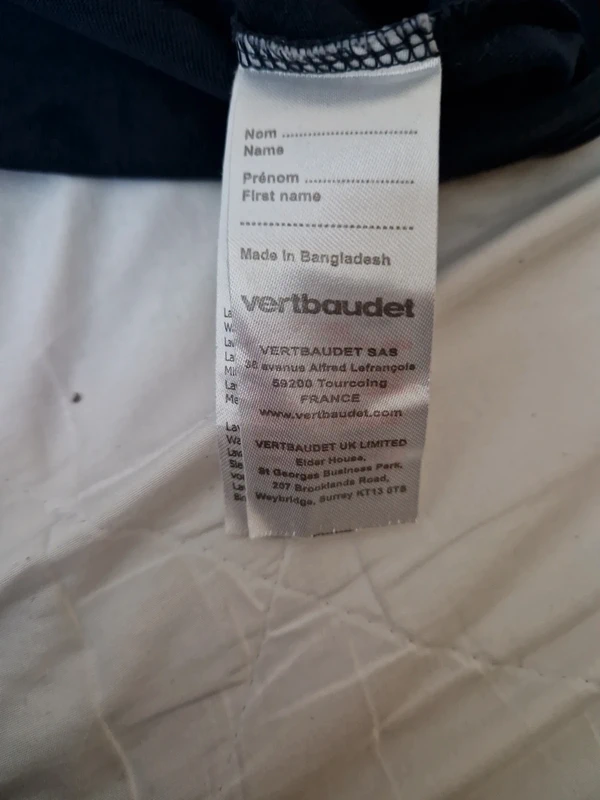 Nom ........................................
Name
Prénom ................................
First name
..................................................
Made in Bangladesh
vertbaudet
VERTBAUDET SAS
36 avenue Alfred Lefrançois
59200 Tourcoing
FRANCE
www.vertbaudet.com
VERTBAUDET UK LIMITED
Elder House,
St Georges Business Park,
207 Brooklands Road,
Weybridge, Surrey KT13 0TS